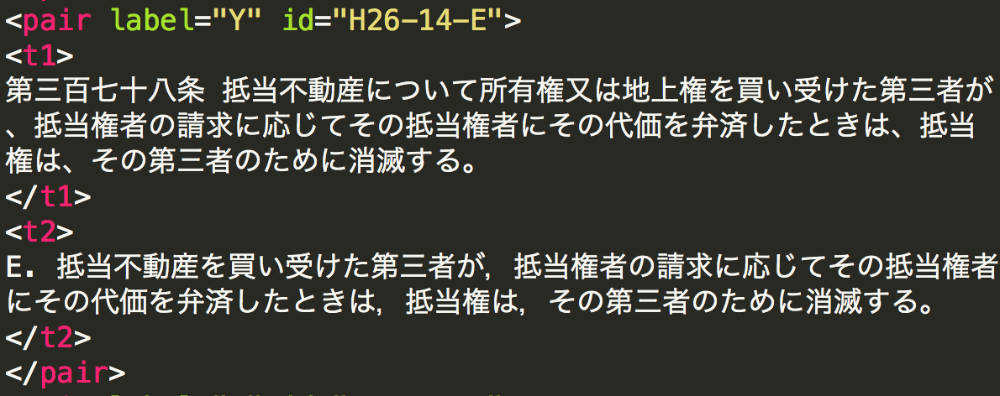 <pair label="Y" id="H26-14-E">
<t1>
第三百七十八条 抵当不動産について所有権又は地上権を買い受けた第三者が
、抵当権者の請求に応じてその抵当権者にその代価を弁済したときは、抵当
権は、その第三者のために消滅する。
</t1>
<t2>
E. 抵当不動産を買い受けた第三者が，抵当権者の請求に応じてその抵当権者
にその代価を弁済したときは，抵当権は，その第三者のために消滅する。
</t2>
</pair>